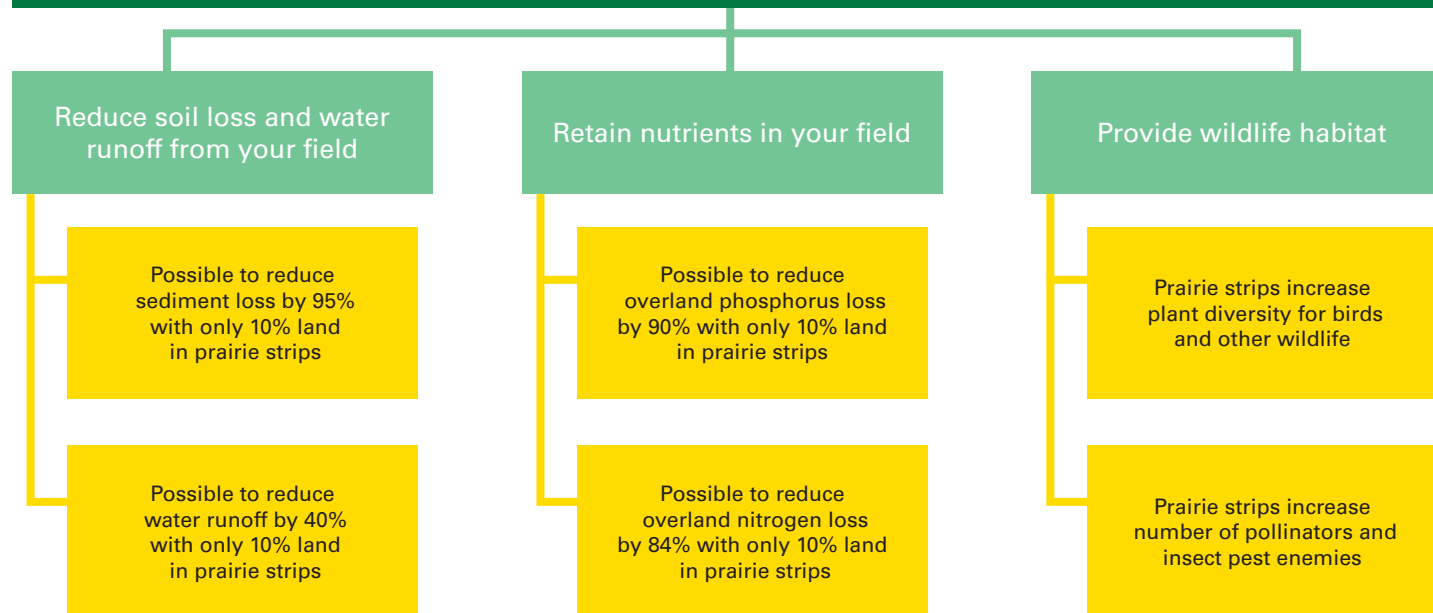 Reduce soil loss and water
runoff from your field
Possible to reduce
sediment loss by 95%
with only 10% land
in prairie strips
Possible to reduce
water runoff by 40%
with only 10% land
in prairie strips
Retain nutrients in your field
Possible to reduce
overland phosphorus loss
by 90% with only 10% land
in prairie strips
Possible to reduce
overland nitrogen loss
by 84% with only 10% land
in prairie strips
Provide wildlife habitat
Prairie strips increase
plant diversity for birds
and other wildlife
Prairie strips increase
number of pollinators and
insect pest enemies